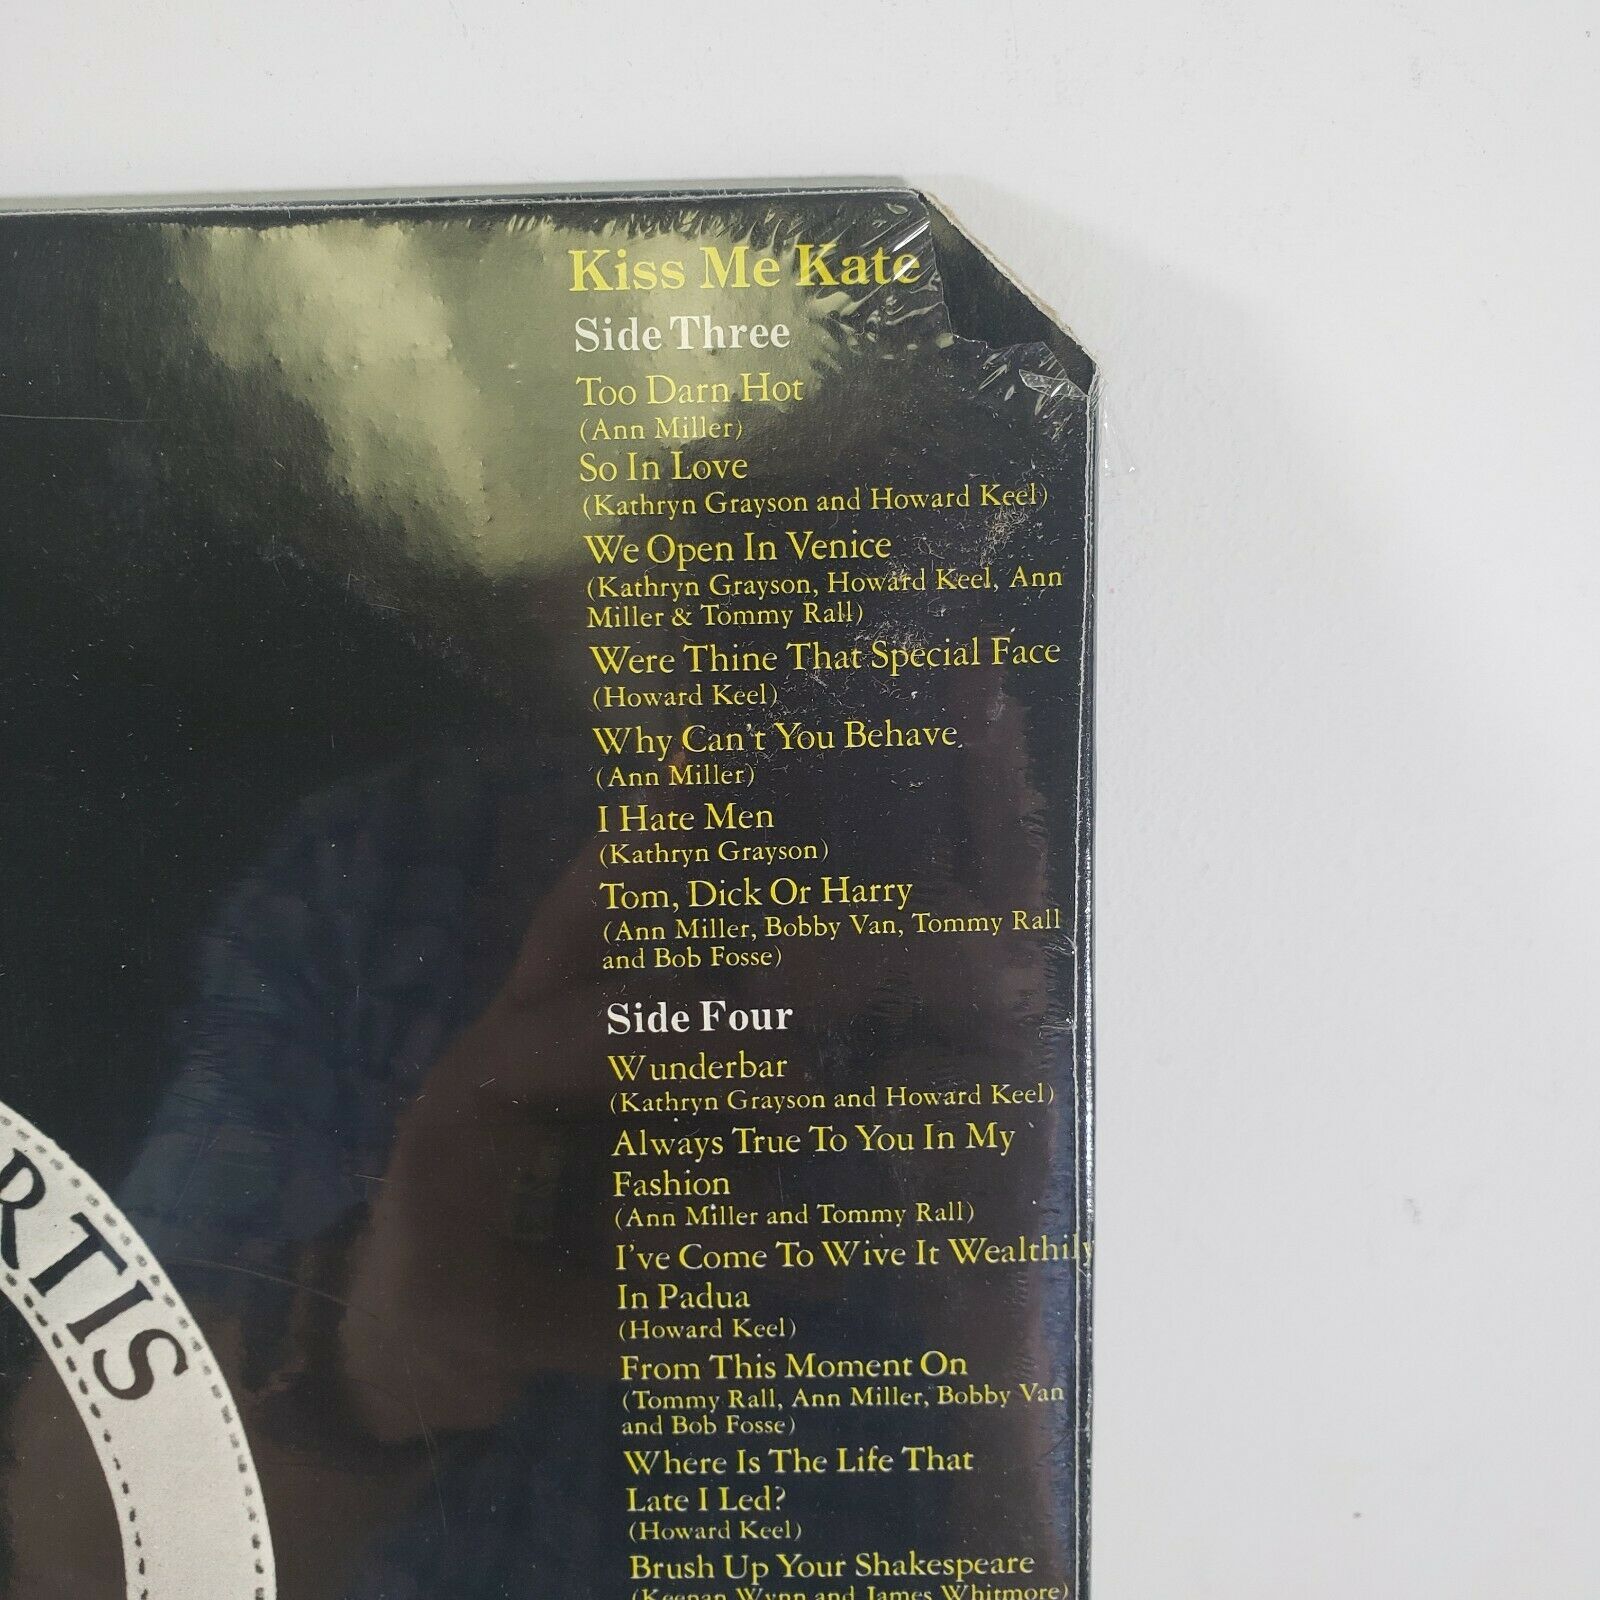 Kiss Me Kate
Side Three
Too Darn Hot
(Ann Miller)
So In Love
(Kathryn Grayson and Howard Keel)
We Open In Venice
(Kathryn Grayson, Howard Keel, Ann
Miller & Tommy Rall)
Were Thine That Special Face
(Howard Keel)
Why Can't You Behave
(Ann Miller)
I Hate Men
(Kathryn Grayson)
Tom, Dick Or Harry
(Ann Miller, Bobby Van, Tommy Rall
and Bob Fosse)
Side Four
Wunderbar
(Kathryn Grayson and Howard Keel)
Always True To You In My
Fashion
(Ann Miller and Tommy Rall)
I've Come To Wive It Wealthily
In Padua
(Howard Keel)
From This Moment On
(Tommy Rall, Ann Miller, Bobby Van
and Bob Fosse)
Where Is The Life That
Late I Led?
(Howard Keel)
Brush Up Your Shakespeare
(Keenan Wynn and James Whitmore)
RTIS